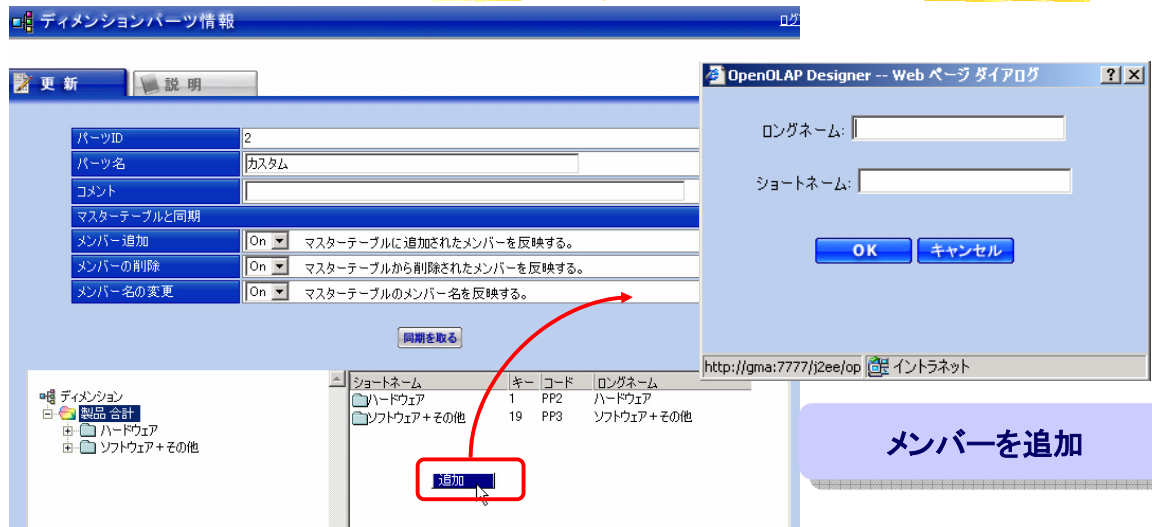 ディメンションパーツ情報
更 新
説 明
パーツID 2
パーツ名 カスタム
コメント
マスターテーブルと同期
メンバー追加 On マスターテーブルに追加されたメンバーを反映する。
メンバーの削除 On マスターテーブルから削除されたメンバーを反映する。
メンバー名の変更 On マスターテーブルのメンバー名を反映する。
同期を取る
ディメンション
製品 合計
ハードウェア
ソフトウェア+その他
ショートネーム キー コード ロングネーム
ハードウェア 1 PP2 ハードウェア
ソフトウェア+その他 19 PP3 ソフトウェア+その他
追加
OpenOLAP Designer -- Web ページ ダイアログ
ロングネーム:
ショートネーム:
OK キャンセル
http://gma:7777/j2ee/op イントラネット
メンバーを追加